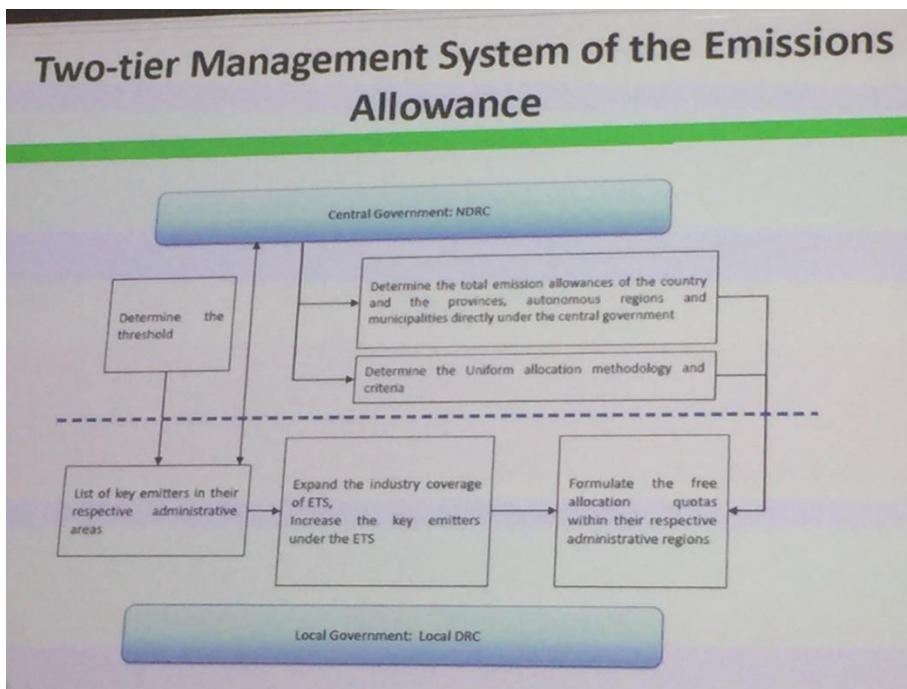 Two-tier Management System of the Emissions
Allowance
Central Government: NDRC
Determine the
threshold
Determine the total emission allowances of the country
and the provinces, autonomous regions and
municipalities directly under the central government
Determine the Uniform allocation methodology and
criteria
List of key emitters in their
respective administrative
areas
Expand the industry coverage
of ETS,
Increase the key emitters
under the ETS
Formulate the free
allocation quotas
within their respective
administrative regions
Local Government: Local DRC